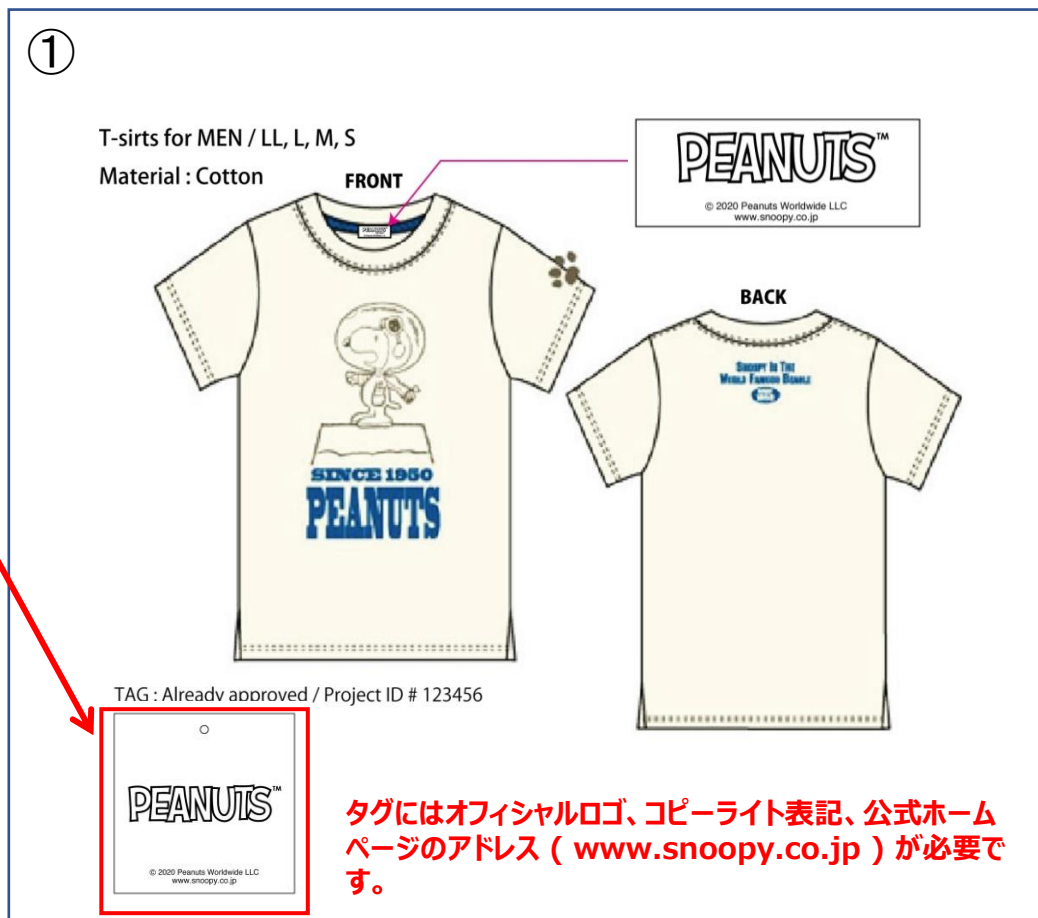 ①
T-sirts for MEN / LL, L, M, S
Material : Cotton
FRONT
PEANUTS™
© 2020 Peanuts Worldwide LLC
www.snoopy.co.jp
PEANUTS
BACK
SNOOPY IS THE
WORLD FAMOUS BEAGLE
SINCE 1950
PEANUTS
TAG : Already approved / Project ID # 123456
PEANUTS™
© 2020 Peanuts Worldwide LLC
www.snoopy.co.jp
タグにはオフィシャルロゴ、コピーライト表記、公式ホーム
ページのアドレス ( www.snoopy.co.jp ) が必要で
す。